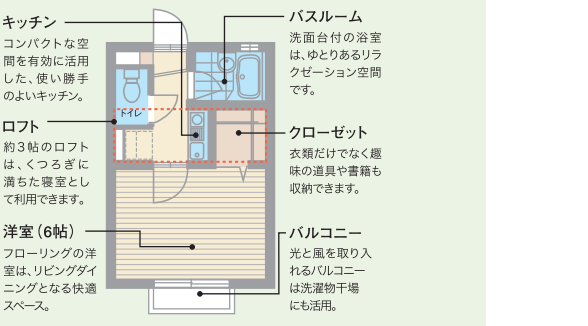 キッチン
コンパクトな空
間を有効に活用
した、使い勝手
のよいキッチン。
ロフト
約3帖のロフト
は、くつろぎに
満ちた寝室とし
て利用できます。
洋室（6帖）
フローリングの洋
室は、リビングダイ
ニングとなる快適
スペース。
トイレ
バスルーム
洗面台付の浴室
は、ゆとりあるリラ
クゼーション空間
です。
クローゼット
衣類だけでなく趣
味の道具や書籍も
収納できます。
バルコニー
光と風を取り入
れるバルコニー
は洗濯物干場
にも活用。